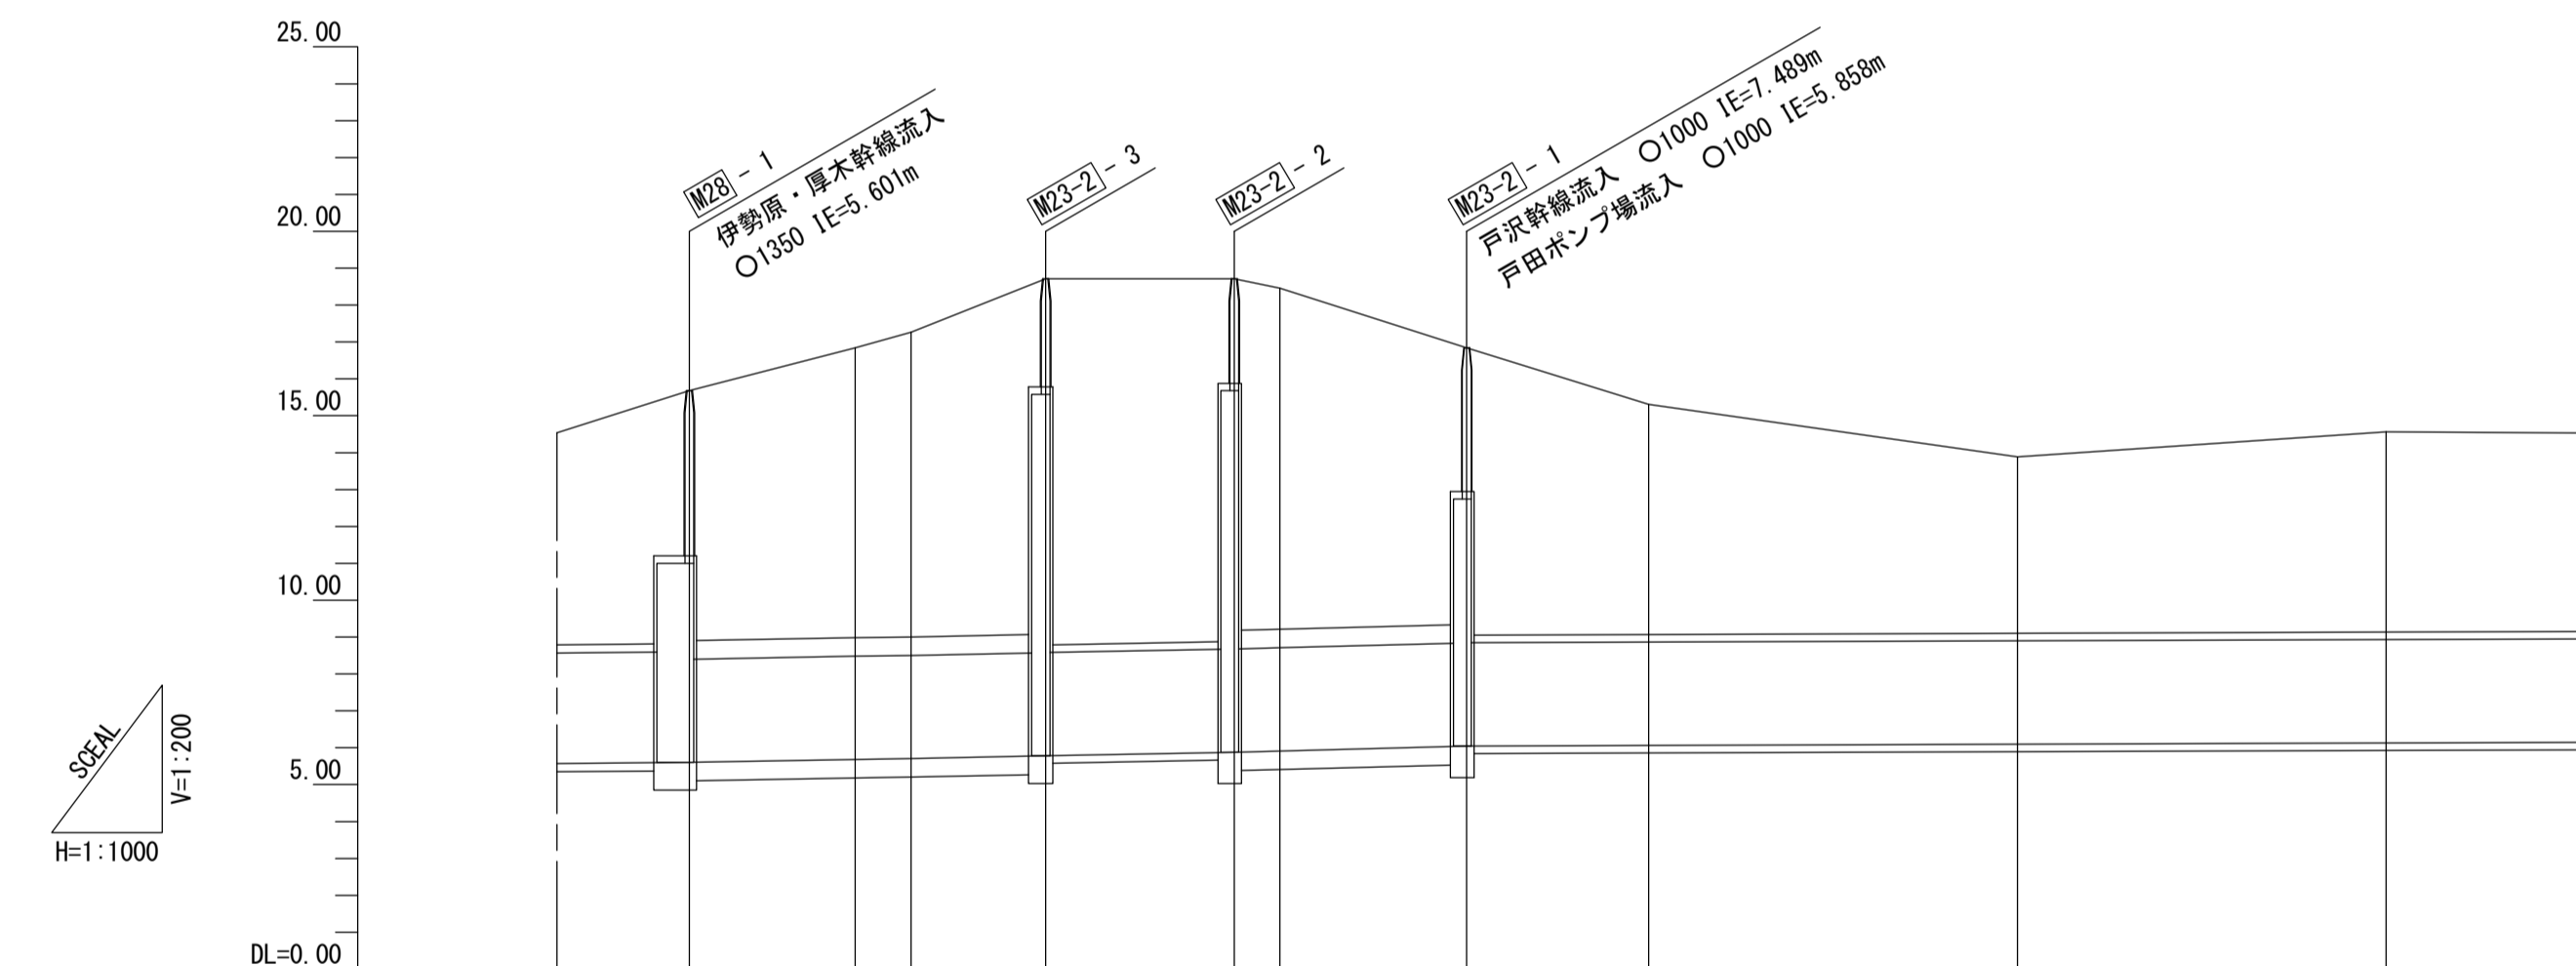 25.00
20.00
15.00
10.00
5.00
DL=0.00
M28 - 1
伊勢原・厚木幹線流入
○1350 IE=5.601m
M23-2 - 3
M23-2 - 2
M23-2 - 1
戸沢幹線流入 ○1000 IE=7.489m
戸田ポンプ場流入 ○1000 IE=5.858m
SCEAL
V=1:200
H=1:1000